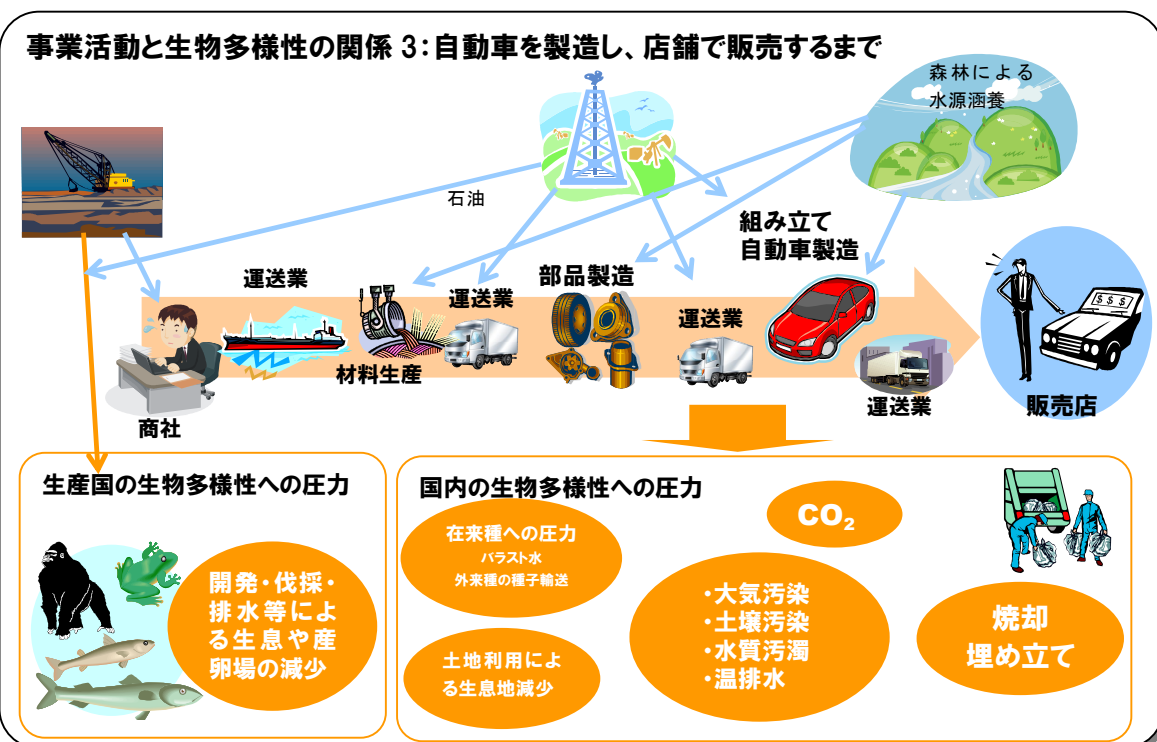 事業活動と生物多様性の関係 3：自動車を製造し、店舗で販売するまで
森林による
水源涵養
石油
組み立て
自動車製造
運送業
部品製造
運送業
運送業
材料生産
運送業
商社
$ $ $
販売店
生産国の生物多様性への圧力
開発・伐採・
排水等によ
る生息や産
卵場の減少
国内の生物多様性への圧力
在来種への圧力
バラスト水
外来種の種子輸送
CO₂
・大気汚染
・土壌汚染
・水質汚濁
・温排水
土地利用によ
る生息地減少
焼却
埋め立て